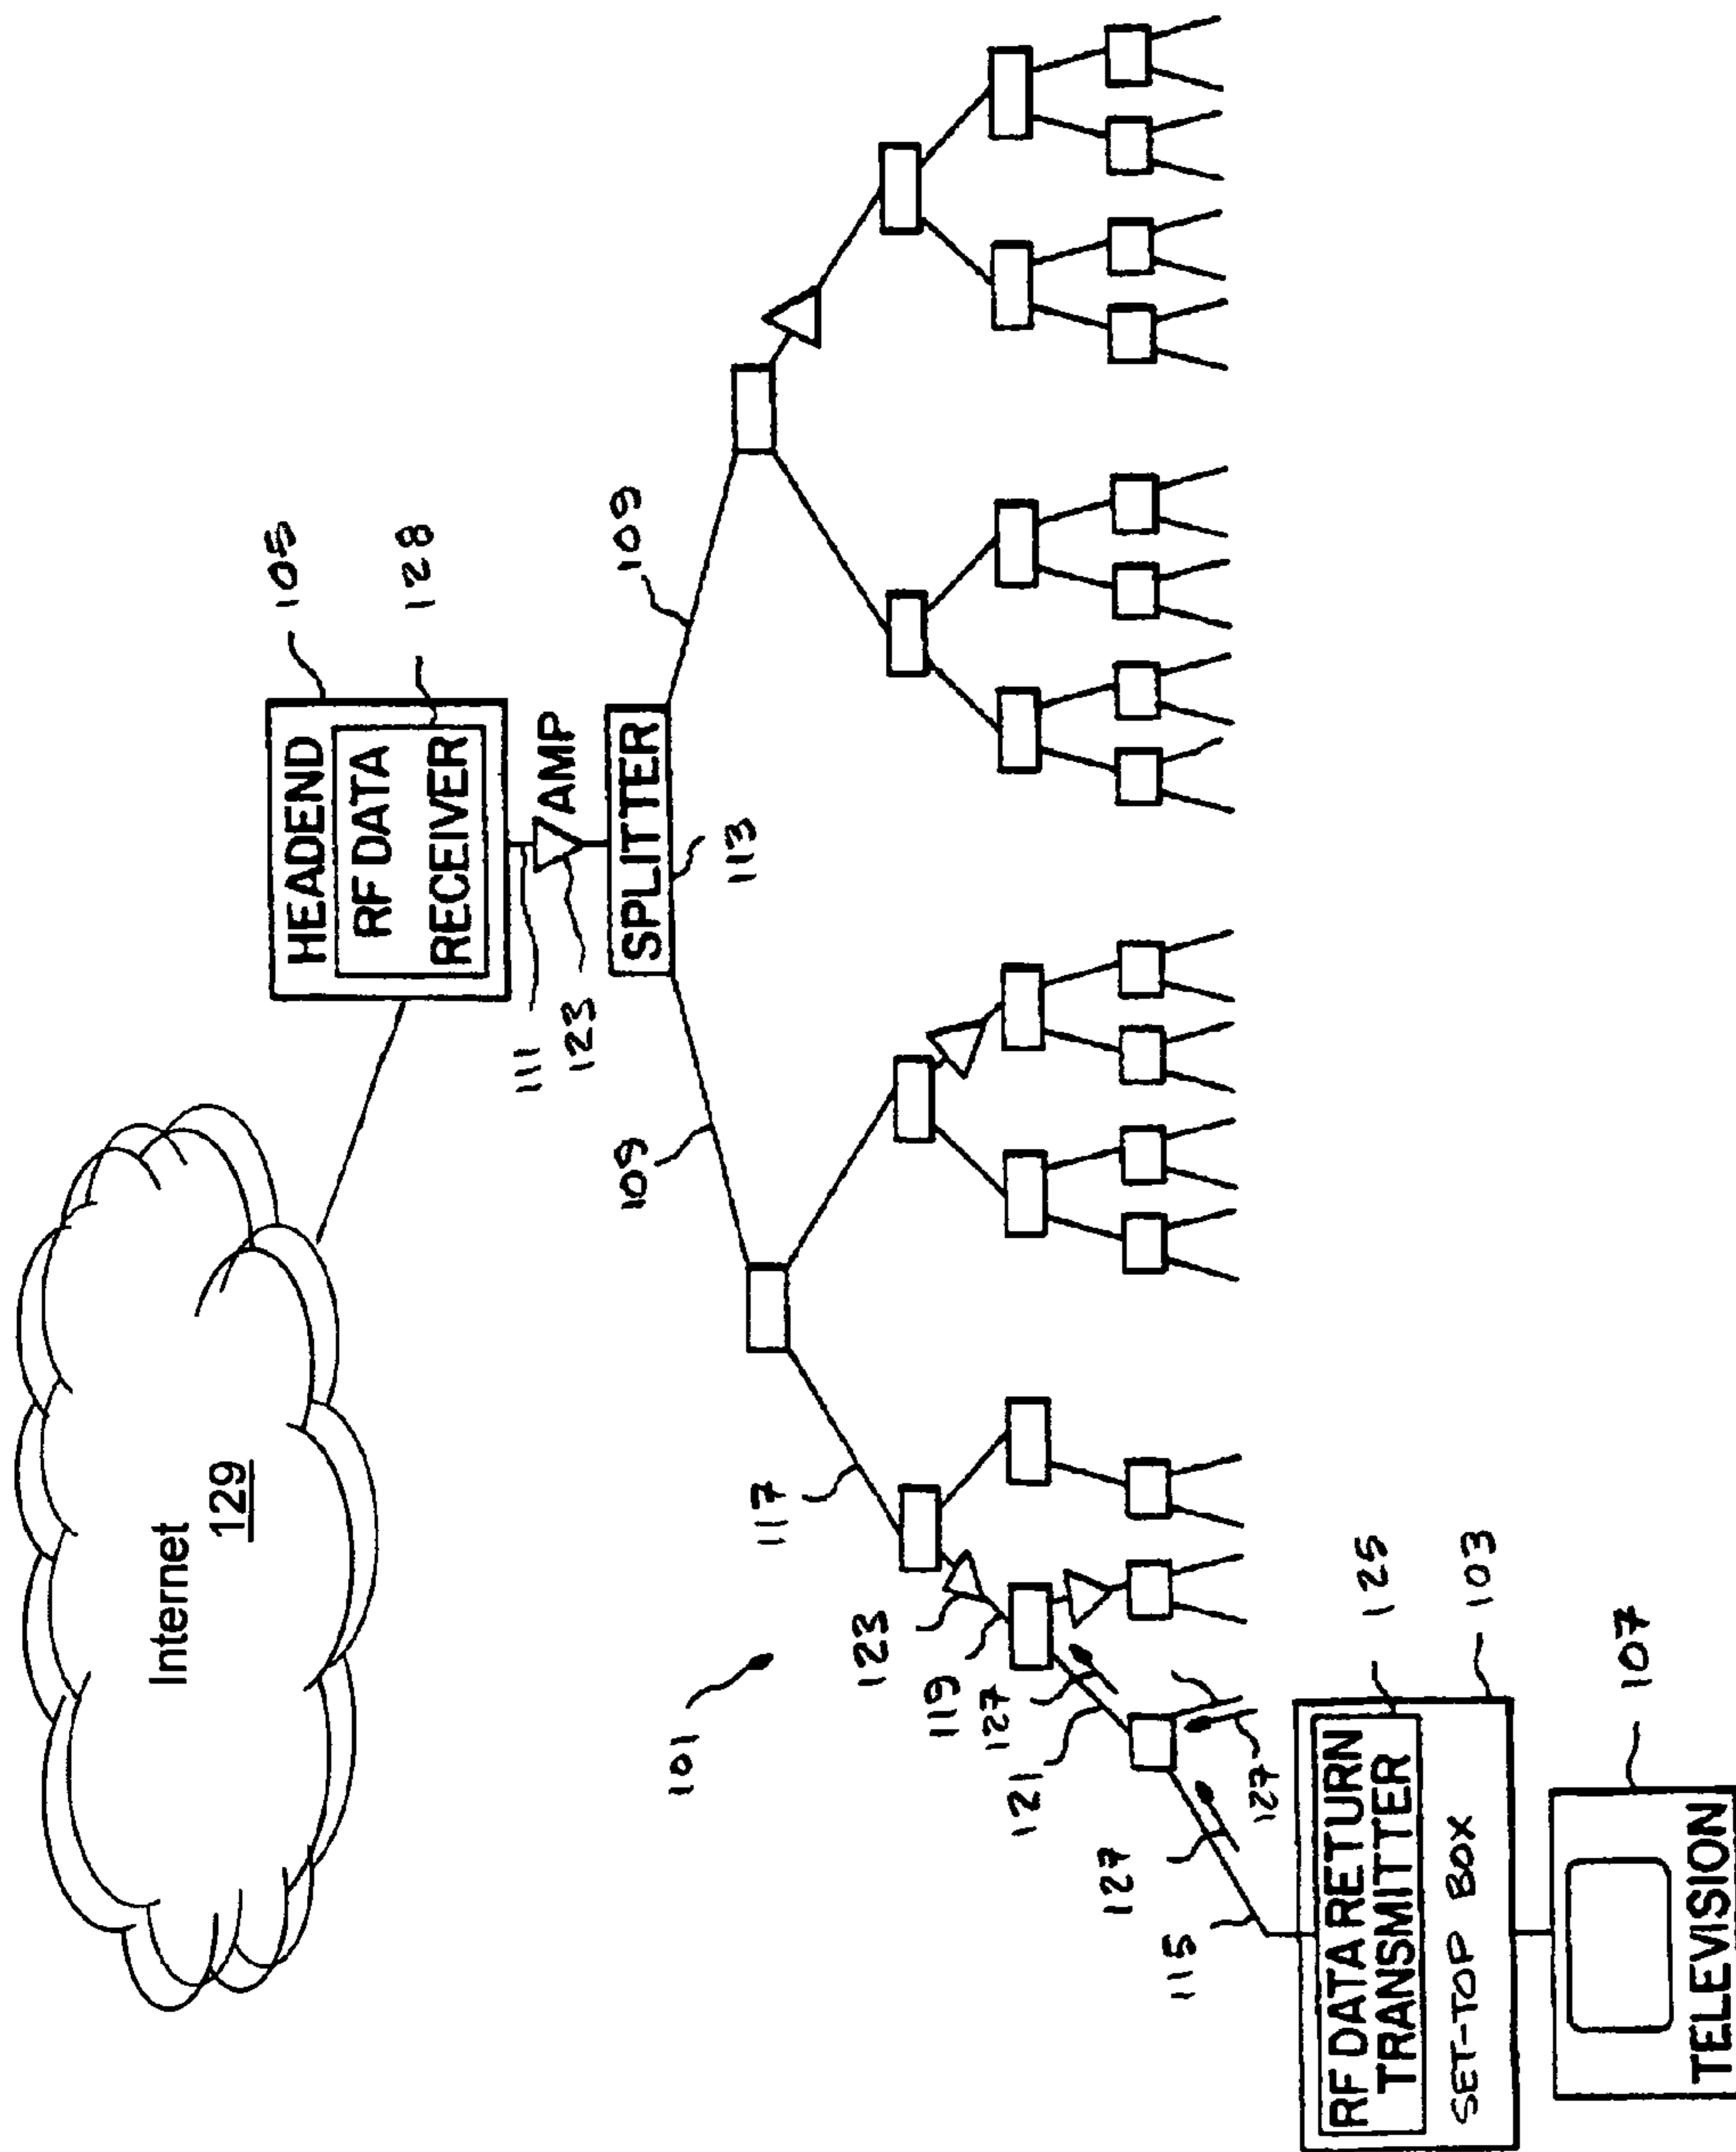 Internet
129
HEADEND
RF DATA
RECEIVER
105
128
111
123
AMP
SPLITTER
113
109
109
117
101
123
119
127
121
127
127
115
RF DATA RETURN
TRANSMITTER
SET-TOP BOX
125
103
TELEVISION
107